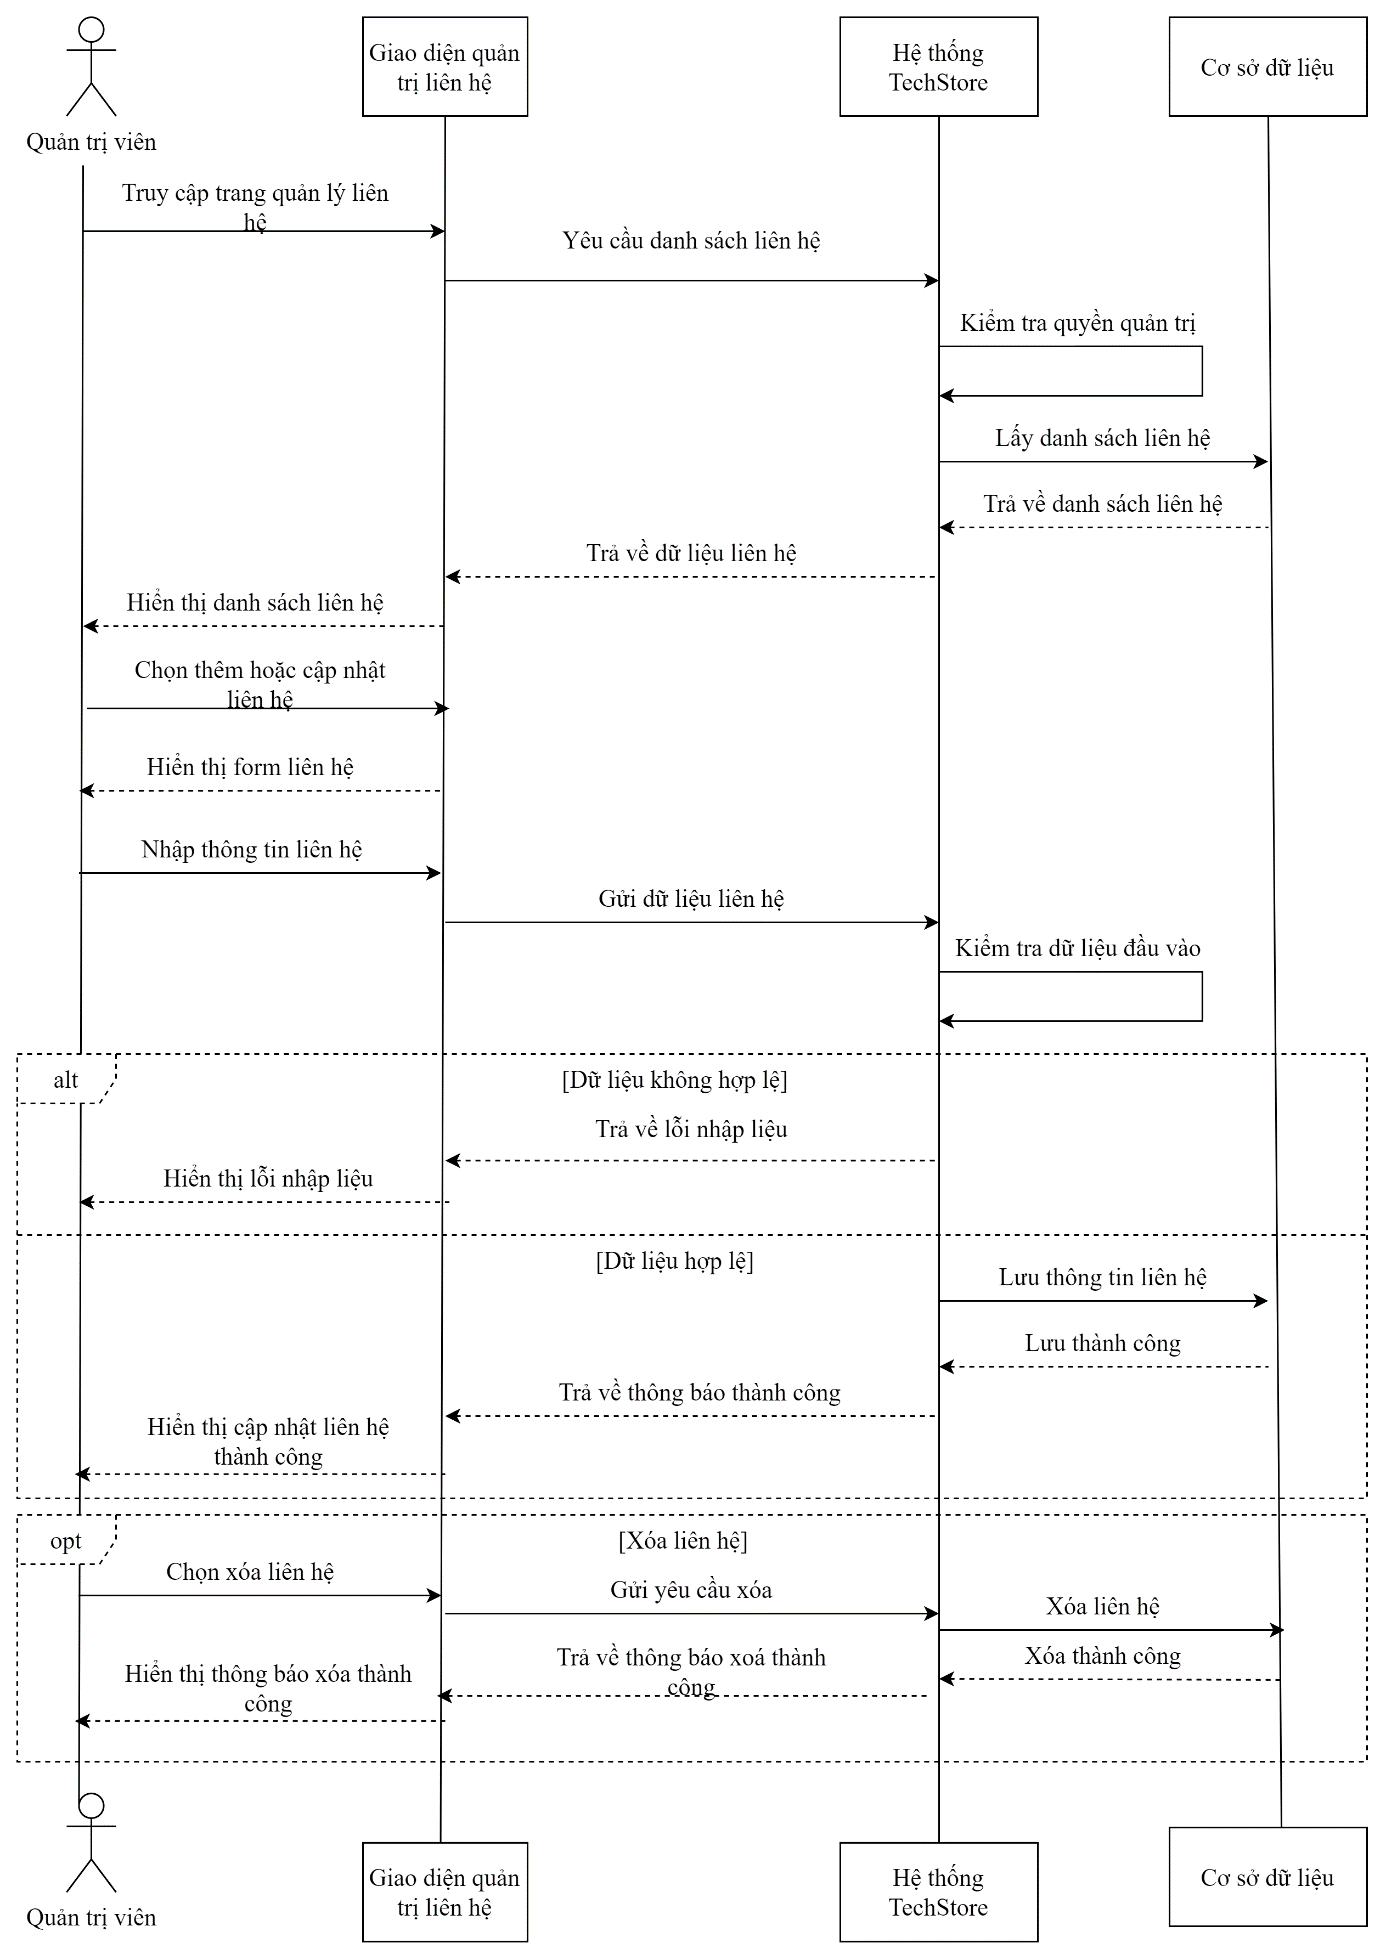 Giao diện quản
trị liên hệ
Hệ thống
TechStore
Cơ sở dữ liệu
Quản trị viên
Truy cập trang quản lý liên
hệ
Yêu cầu danh sách liên hệ
Kiểm tra quyền quản trị
Lấy danh sách liên hệ
Trả về danh sách liên hệ
Trả về dữ liệu liên hệ
Hiển thị danh sách liên hệ
Chọn thêm hoặc cập nhật
liên hệ
Hiển thị form liên hệ
Nhập thông tin liên hệ
Gửi dữ liệu liên hệ
Kiểm tra dữ liệu đầu vào
alt
[Dữ liệu không hợp lệ]
Trả về lỗi nhập liệu
Hiển thị lỗi nhập liệu
[Dữ liệu hợp lệ]
Lưu thông tin liên hệ
Lưu thành công
Trả về thông báo thành công
Hiển thị cập nhật liên hệ
thành công
opt
[Xóa liên hệ]
Chọn xóa liên hệ
Gửi yêu cầu xóa
Xóa liên hệ
Xóa thành công
Trả về thông báo xoá thành
công
Hiển thị thông báo xóa thành
công
Giao diện quản
trị liên hệ
Hệ thống
TechStore
Cơ sở dữ liệu
Quản trị viên